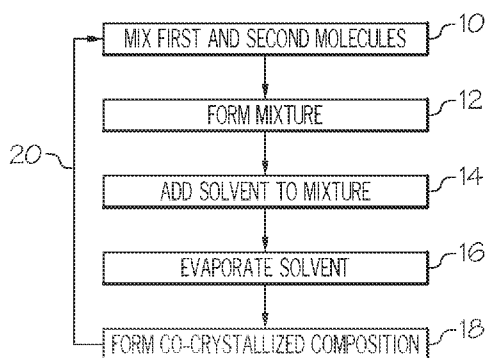 MIX FIRST AND SECOND MOLECULES 10
FORM MIXTURE 12
20
ADD SOLVENT TO MIXTURE 14
EVAPORATE SOLVENT 16
FORM CO-CRYSTALLIZED COMPOSITION 18